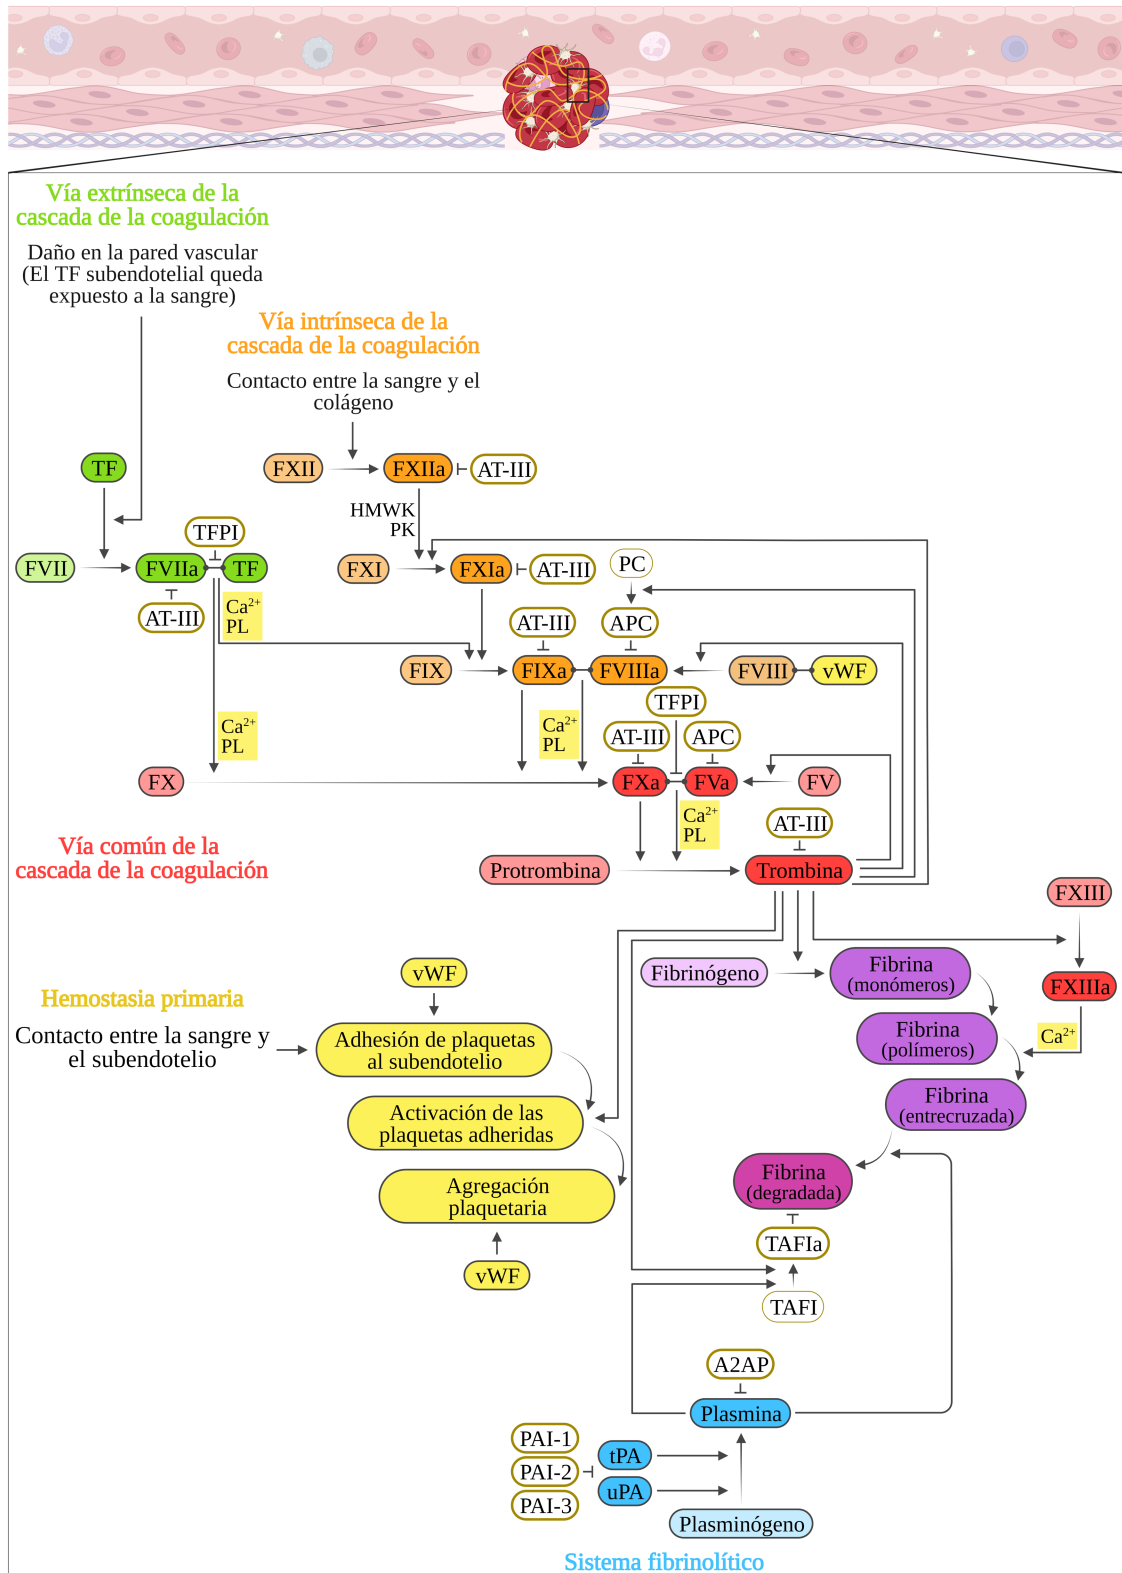 Vía extrínseca de la
cascada de la coagulación
Daño en la pared vascular
(El TF subendotelial queda
expuesto a la sangre)
Vía intrínseca de la
cascada de la coagulación
Contacto entre la sangre y el
colágeno
TF
FXII
FXIIa
AT-III
HMWK
PK
TFPI
FVII
FVIIa
TF
FXI
FXIa
AT-III
PC
AT-III
Ca²⁺
PL
AT-III
APC
FIX
FIXa
FVIIIa
FVIII
vWF
TFPI
Ca²⁺
PL
Ca²⁺
PL
AT-III
APC
FX
FXa
FVa
FV
Ca²⁺
PL
AT-III
Vía común de la
cascada de la coagulación
Protrombina
Trombina
FXIII
vWF
Fibrinógeno
Fibrina
(monómeros)
FXIIIa
Hemostasia primaria
Contacto entre la sangre y
el subendotelio
Adhesión de plaquetas
al subendotelio
Fibrina
(polímeros)
Ca²⁺
Activación de las
plaquetas adheridas
Fibrina
(entrecruzada)
Agregación
plaquetaria
Fibrina
(degradada)
vWF
TAFIa
TAFI
A2AP
Plasmina
PAI-1
PAI-2
PAI-3
tPA
uPA
Plasminógeno
Sistema fibrinolítico